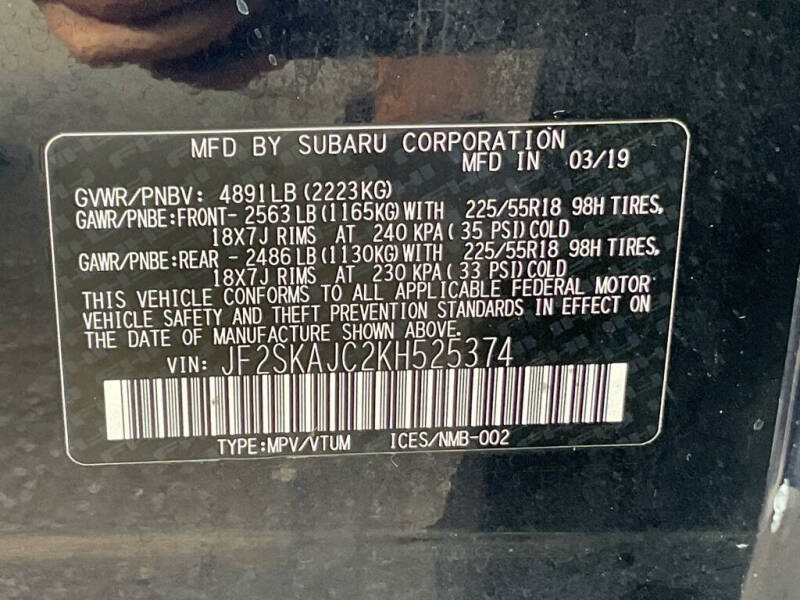 MFD BY SUBARU CORPORATION
MFD IN 03/19
GVWR/PNBV: 4891LB (2223KG)
GAWR/PNBE:FRONT- 2563 LB (1165KG) WITH 225/55R18 98H TIRES,
18X7J RIMS AT 240 KPA ( 35 PSI) COLD
GAWR/PNBE:REAR - 2486 LB (1130KG) WITH 225/55R18 98H TIRES,
18X7J RIMS AT 230 KPA ( 33 PSI) COLD
THIS VEHICLE CONFORMS TO ALL APPLICABLE FEDERAL MOTOR
VEHICLE SAFETY AND THEFT PREVENTION STANDARDS IN EFFECT ON
THE DATE OF MANUFACTURE SHOWN ABOVE.
VIN: JF2SKAJC2KH525374
TYPE:MPV/VTUM ICES/NMB-002